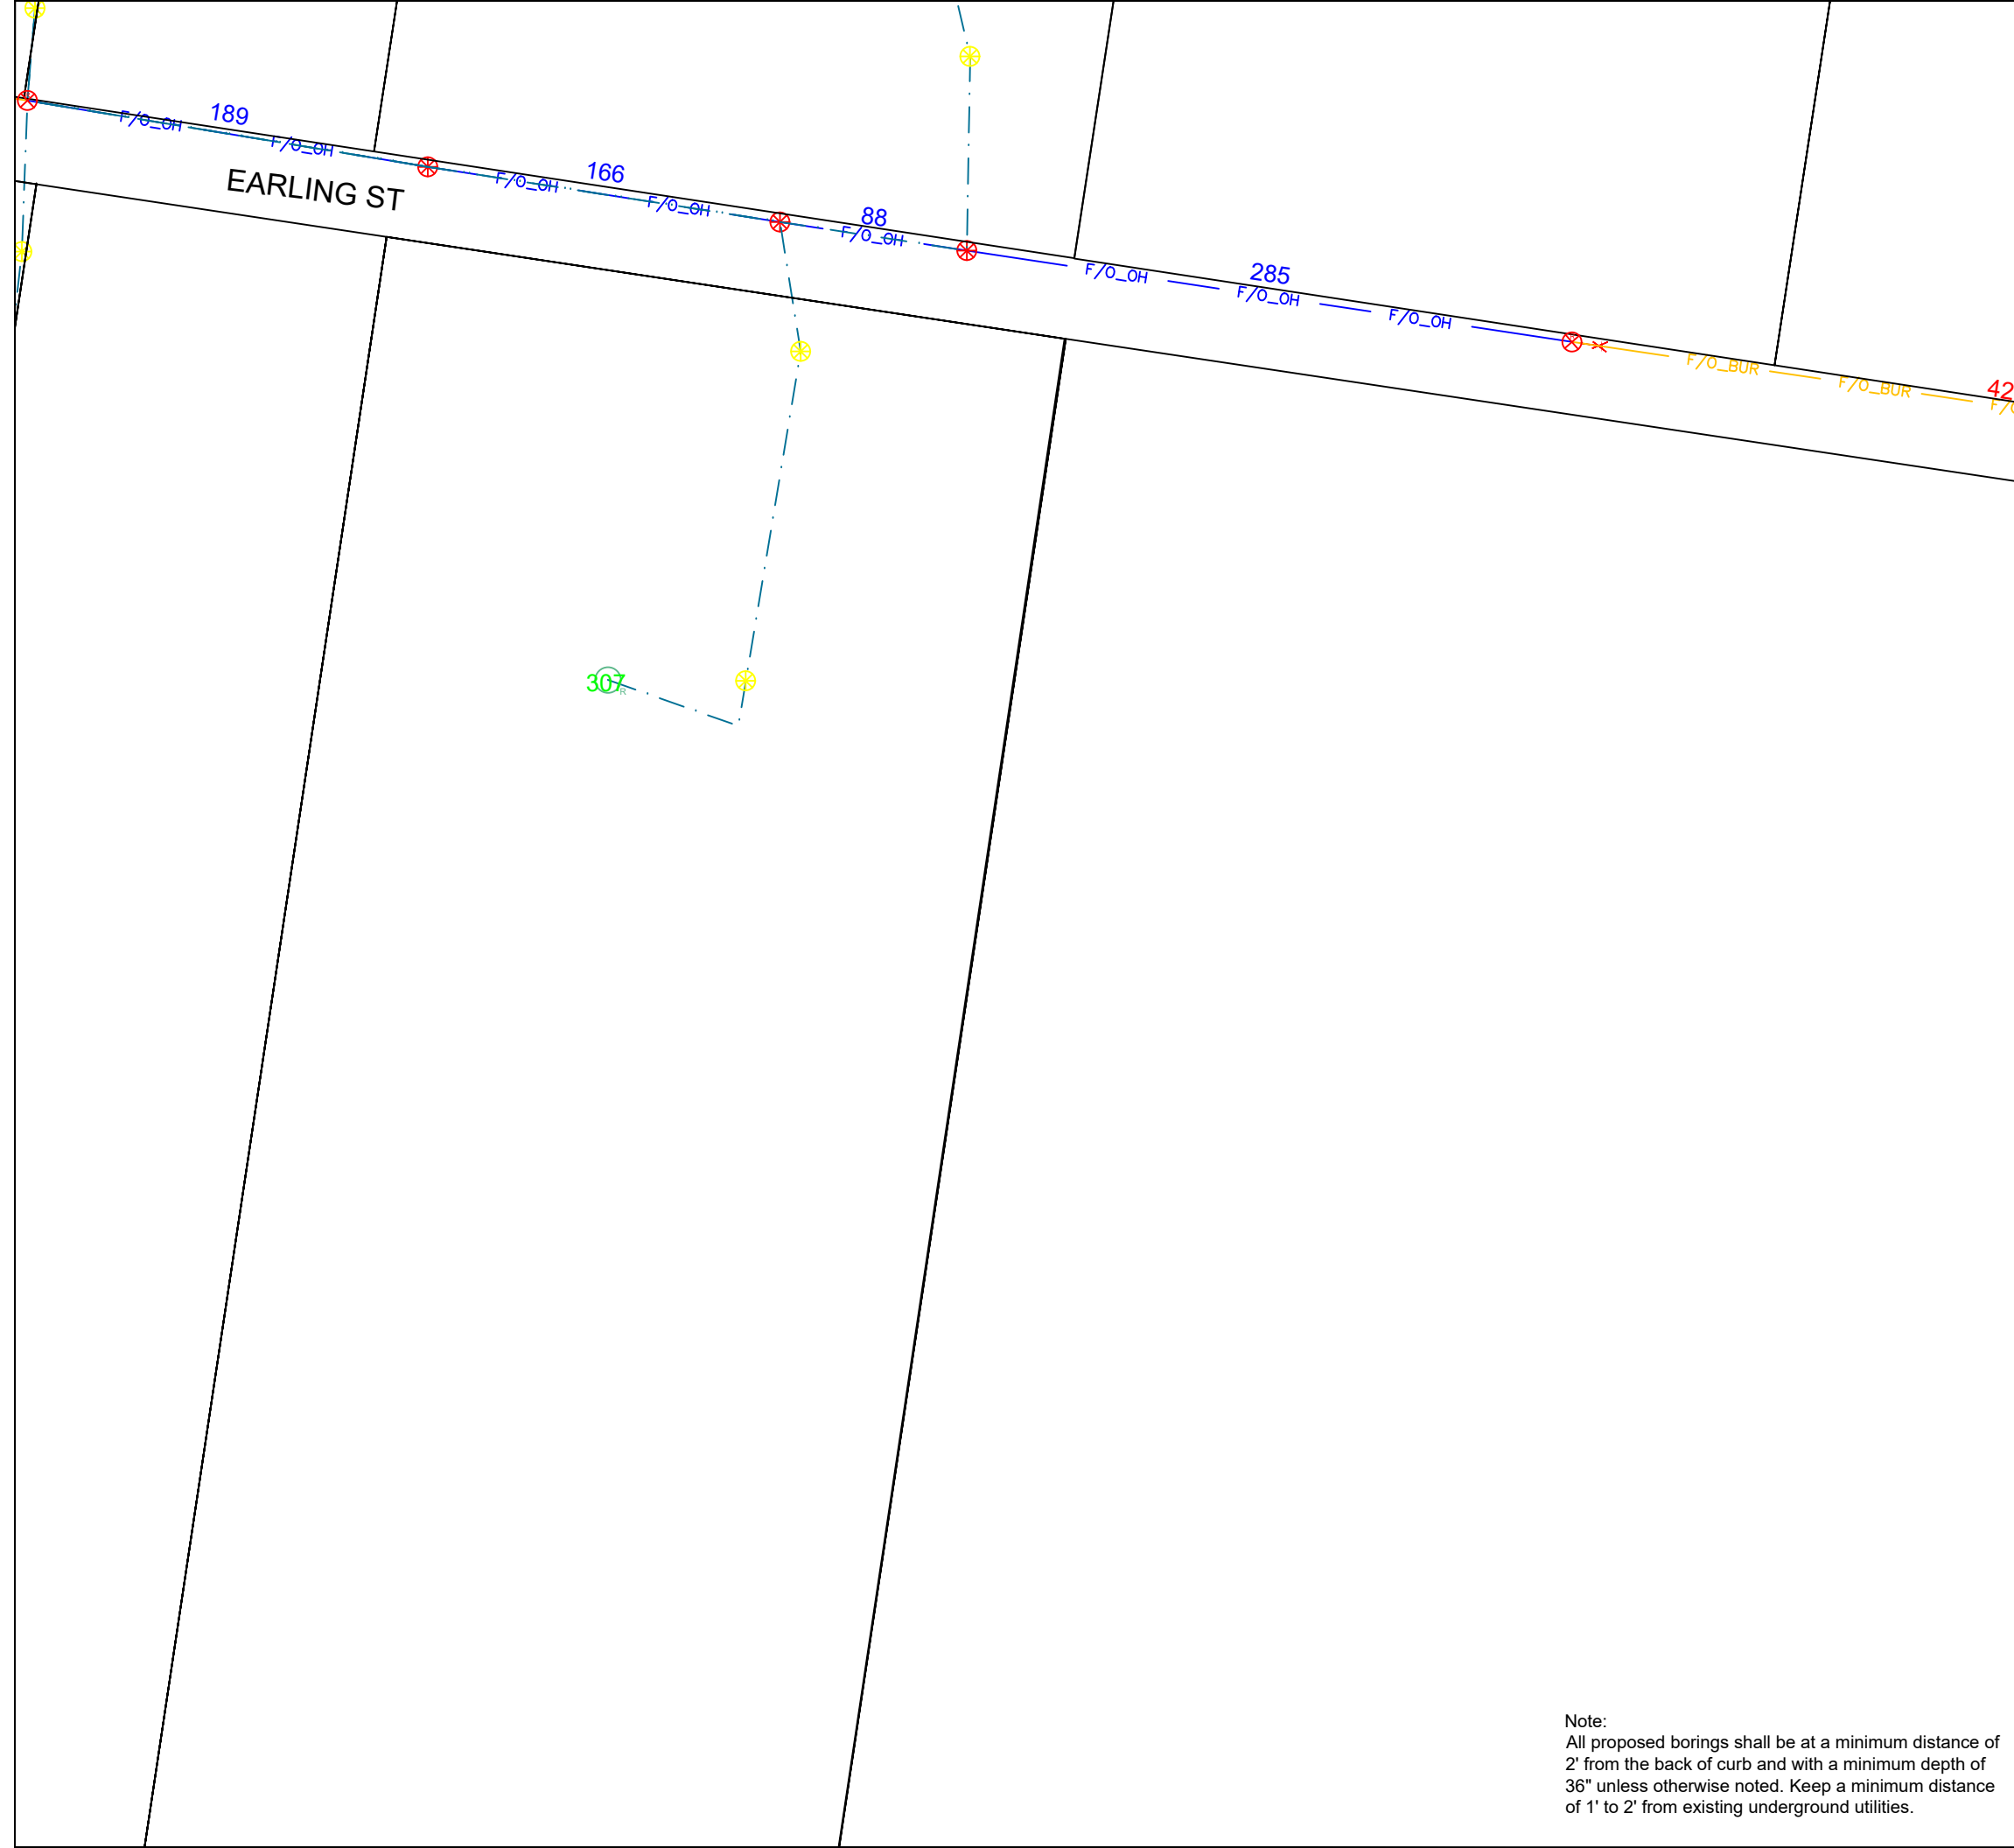 189
F/O_OH
F/O_OH
EARLING ST
166
F/O_OH
F/O_OH
88
F/O_OH
285
F/O_OH
F/O_OH
F/O_OH
F/O_BUR
F/O_BUR
42
F/O
307
R
Note:
All proposed borings shall be at a minimum distance of
2' from the back of curb and with a minimum depth of
36" unless otherwise noted. Keep a minimum distance
of 1' to 2' from existing underground utilities.